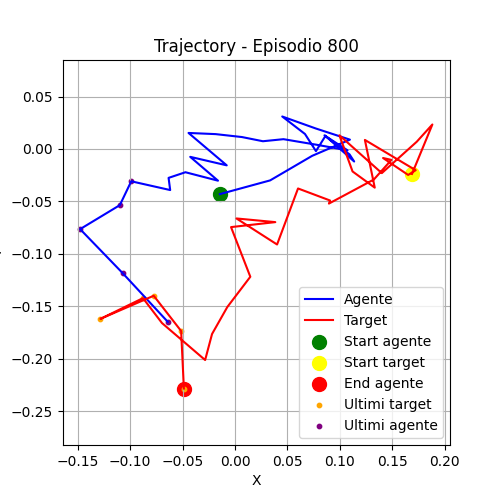 Trajectory - Episodio 800
0.05
0.00
−0.05
−0.10
−0.15
−0.20
−0.25
−0.15
−0.10
−0.05
0.00
0.05
0.10
0.15
0.20
X
Agente
Target
Start agente
Start target
End agente
Ultimi target
Ultimi agente